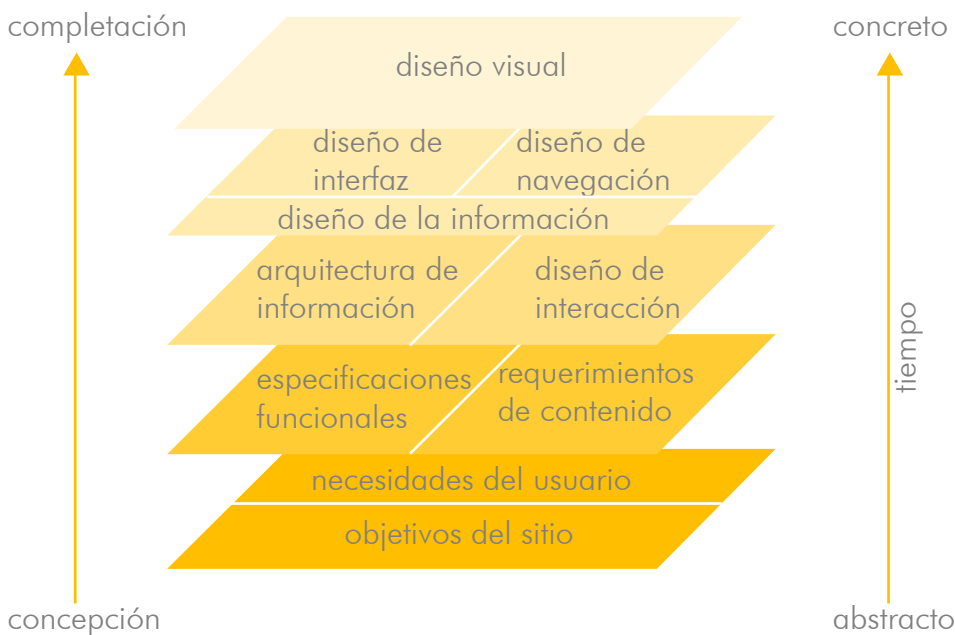 completación
concreto
diseño visual
diseño de
interfaz
diseño de
navegación
diseño de la información
arquitectura de
información
diseño de
interacción
tiempo
especificaciones
funcionales
requerimientos
de contenido
necesidades del usuario
objetivos del sitio
concepción
abstracto